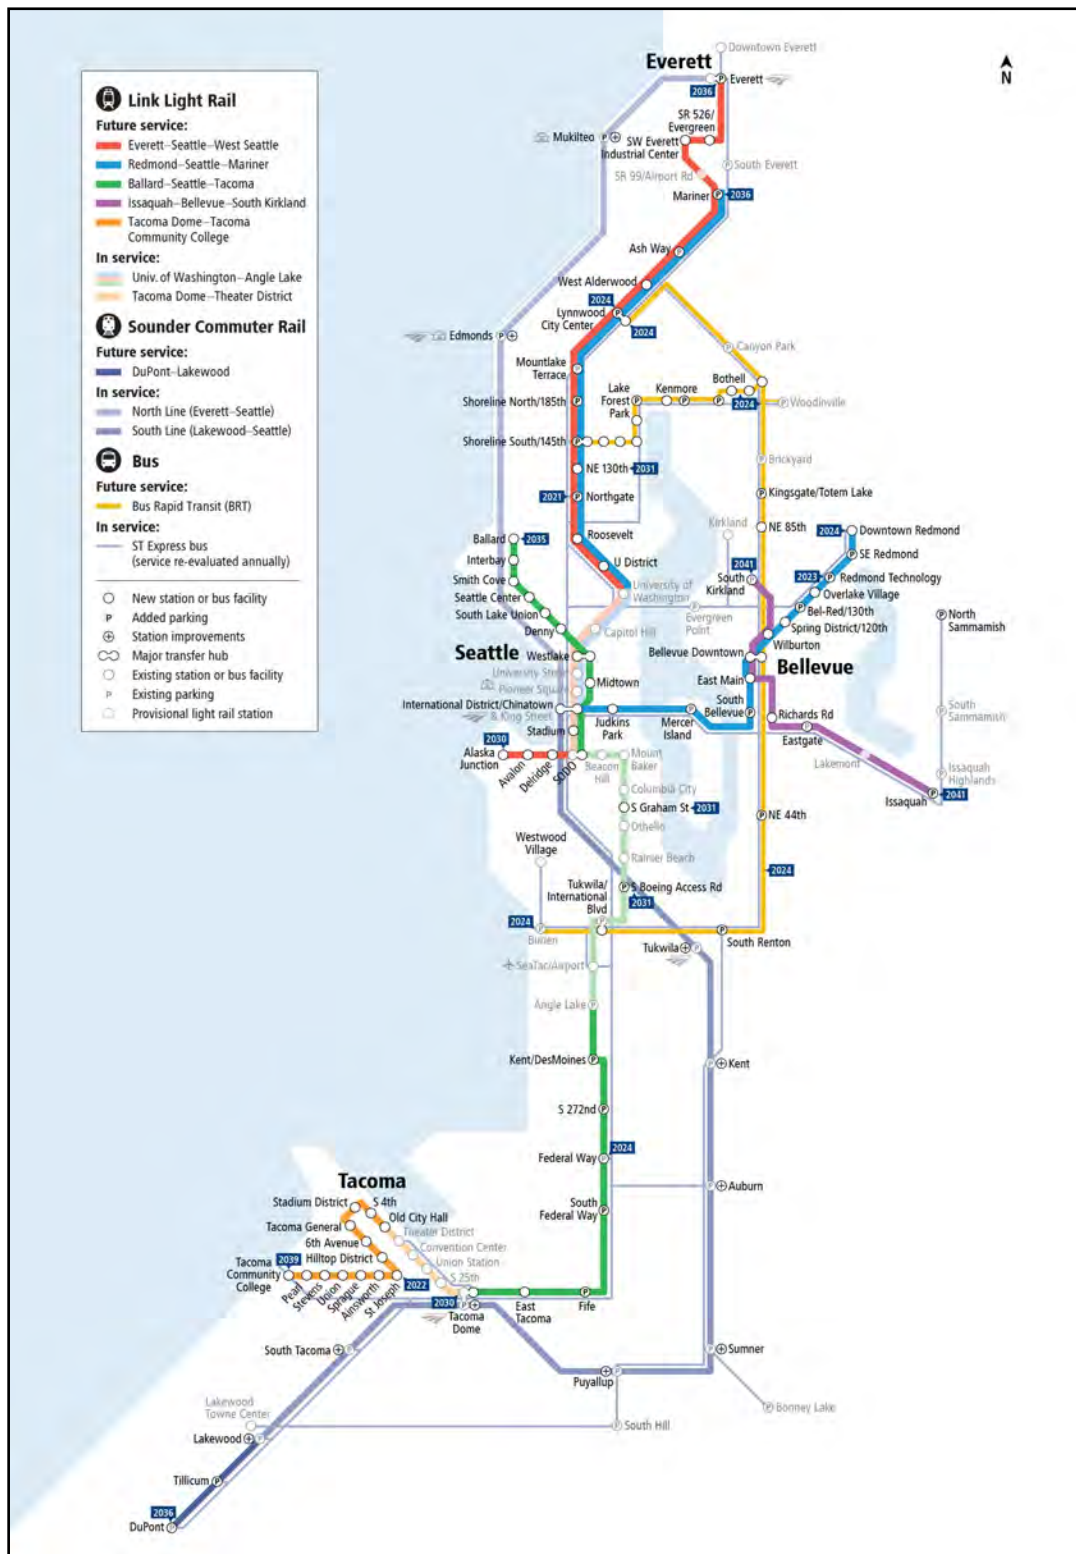 Link Light Rail
Future service:
Everett–Seattle–West Seattle
Redmond–Seattle–Mariner
Ballard–Seattle–Tacoma
Issaquah–Bellevue–South Kirkland
Tacoma Dome–Tacoma
Community College
In service:
Univ. of Washington–Angle Lake
Tacoma Dome–Theater District
Sounder Commuter Rail
Future service:
DuPont–Lakewood
In service:
North Line (Everett–Seattle)
South Line (Lakewood–Seattle)
Bus
Future service:
Bus Rapid Transit (BRT)
In service:
ST Express bus
(service re-evaluated annually)
New station or bus facility
P
Added parking
Station improvements
Major transfer hub
Existing station or bus facility
P
Existing parking
Provisional light rail station
N
Downtown Everett
Everett
Everett
2036
SR 526/
Evergreen
Mukilteo
SW Everett
Industrial Center
South Everett
SR 99/Airport Rd
Mariner
2036
Ash Way
West Alderwood
2024
Lynnwood
City Center
2024
Edmonds
Canyon Park
Mountlake
Terrace
Bothell
Lake
Forest
Park
Kenmore
Shoreline North/185th
2024
Woodinville
Shoreline South/145th
Brickyard
NE 130th
2031
2021
Northgate
Kingsgate/Totem Lake
Kirkland
NE 85th
2024
Downtown Redmond
Ballard
2035
Roosevelt
Interbay
SE Redmond
U District
2041
Smith Cove
South
Kirkland
2023
Redmond Technology
University of
Washington
Seattle Center
Overlake Village
South Lake Union
Evergreen
Point
Bel-Red/130th
North
Sammamish
Denny
Capitol Hill
Spring District/120th
Wilburton
Seattle
Westlake
Bellevue Downtown
Bellevue
University Street
East Main
Midtown
Pioneer Square
International District/Chinatown
& King Street
South
Bellevue
Judkins
Park
Mercer
Island
Richards Rd
South
Sammamish
Stadium
Eastgate
2030
Alaska
Junction
Avalon
Delridge
SODO
Beacon
Hill
Mount
Baker
Lakemont
Issaquah
Highlands
Columbia City
Issaquah
2041
S Graham St
2031
NE 44th
Othello
Westwood
Village
Rainier Beach
2024
Tukwila/
International
Blvd
S Boeing Access Rd
2031
2024
Burien
South Renton
Tukwila
SeaTac/Airport
Angle Lake
Kent/DesMoines
Kent
S 272nd
2024
Federal Way
Auburn
Tacoma
South
Federal Way
Stadium District
S 4th
Old City Hall
Tacoma General
Theater District
6th Avenue
Convention Center
Hilltop District
Union Station
2039
Tacoma
Community
College
S 25th
Pearl
Stevens
Union
Sprague
Ainsworth
St Joseph
2022
2030
Tacoma
Dome
East
Tacoma
Fife
South Tacoma
Sumner
Puyallup
Bonney Lake
Lakewood
Towne Center
South Hill
Lakewood
Tillicum
2036
DuPont